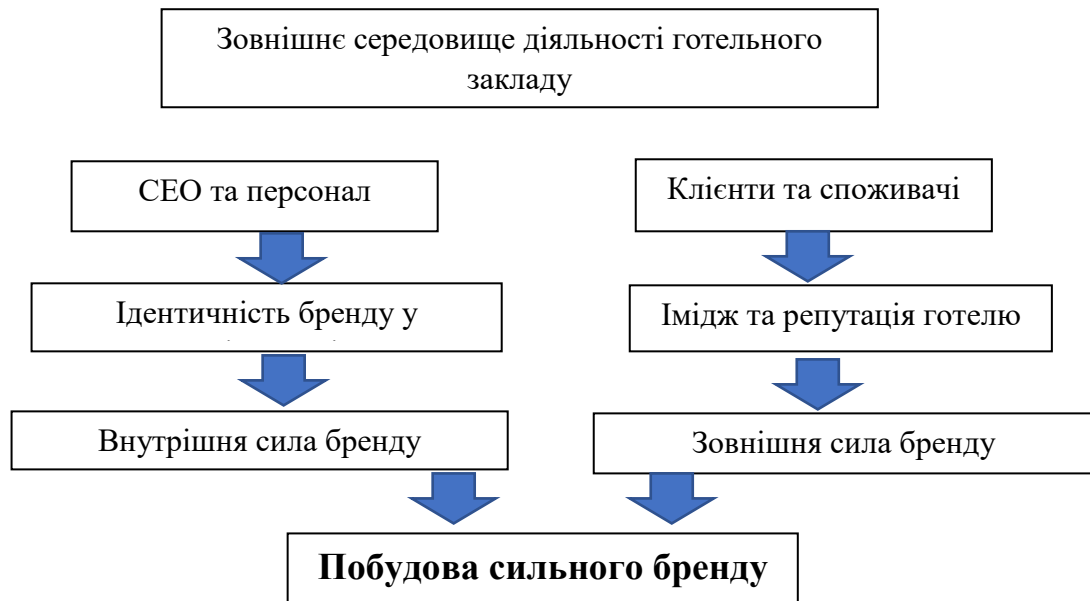 Зовнішнє середовище діяльності готельного
закладу
СЕО та персонал
Клієнти та споживачі
Ідентичність бренду у
Імідж та репутація готелю
Внутрішня сила бренду
Зовнішня сила бренду
Побудова сильного бренду